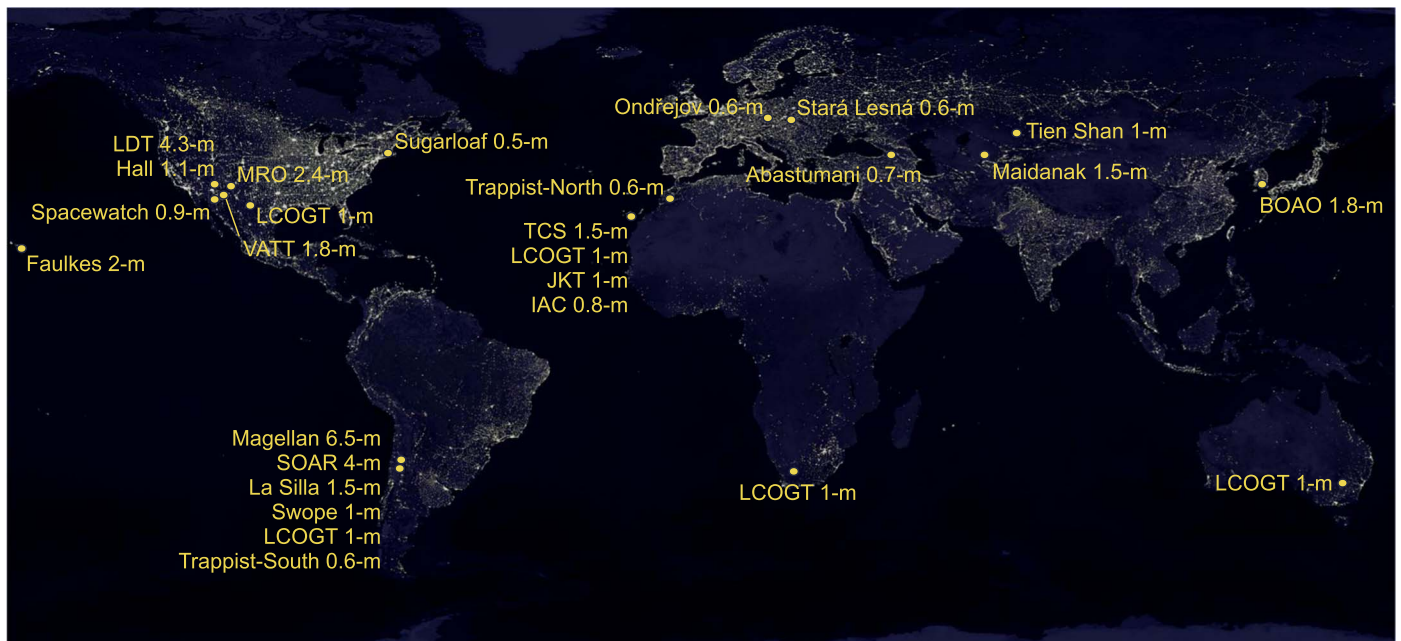 Ondřejov 0.6-m
Stará Lesná 0.6-m
Tien Shan 1-m
LDT 4.3-m
Hall 1.1-m
Sugarloaf 0.5-m
MRO 2.4-m
Abastumani 0.7-m
Maidanak 1.5-m
Trappist-North 0.6-m
Spacewatch 0.9-m
LCOGT 1-m
BOAO 1.8-m
VATT 1.8-m
Faulkes 2-m
TCS 1.5-m
LCOGT 1-m
JKT 1-m
IAC 0.8-m
Magellan 6.5-m
SOAR 4-m
La Silla 1.5-m
Swope 1-m
LCOGT 1-m
Trappist-South 0.6-m
LCOGT 1-m
LCOGT 1-m